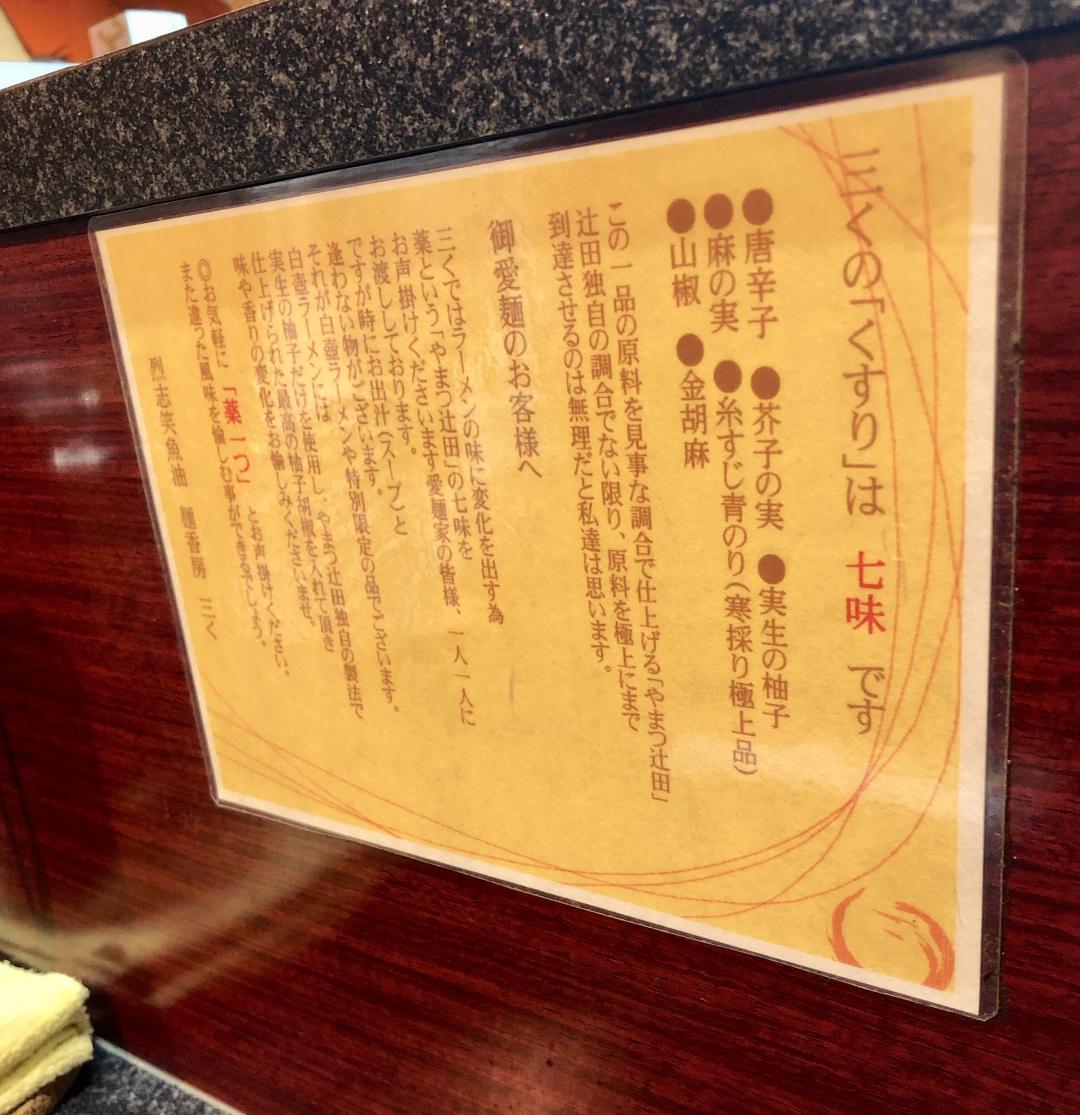 三くの「くすり」は 七味 です
●唐辛子 ●芥子の実 ●実生の柚子
●麻の実 ●糸すじ青のり(寒採り極上品)
●山椒 ●金胡麻
この一品の原料を見事な調合で仕上げる「やまつ辻田」
辻田独自の調合でない限り、原料を極上にまで
到達させるのは無理だと私達は思います。
御愛麺のお客様へ
三くではラーメンの味に変化を出す為
薬という「やまつ辻田」の七味を
お声掛けくださいます愛麺家の皆様、一人一人に
お渡ししております。
ですが時にお出汁(スープ)と
逢わない物がございます。
それが白壺ラーメンや特別限定の品でございます。
白壺ラーメンには
実生の柚子だけを使用し、やまつ辻田独自の製法で
仕上げられた最高の柚子胡椒を入れて頂き
味や香りの変化をお愉しみくださいませ。
◎お気軽に 「薬一つ」 とお声掛けください。
また違った風味を愉しむ事ができるでしょう。
烈志笑魚油 麺香房 三く